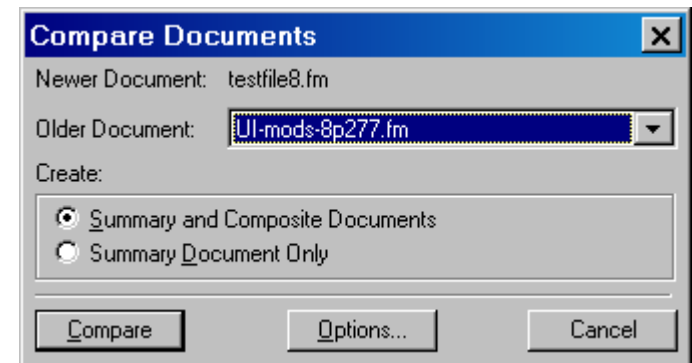 Compare Documents
Newer Document: testfile8.fm
Older Document: UI-mods-8p277.fm
Create:
Summary and Composite Documents
Summary Document Only
Compare Options... Cancel